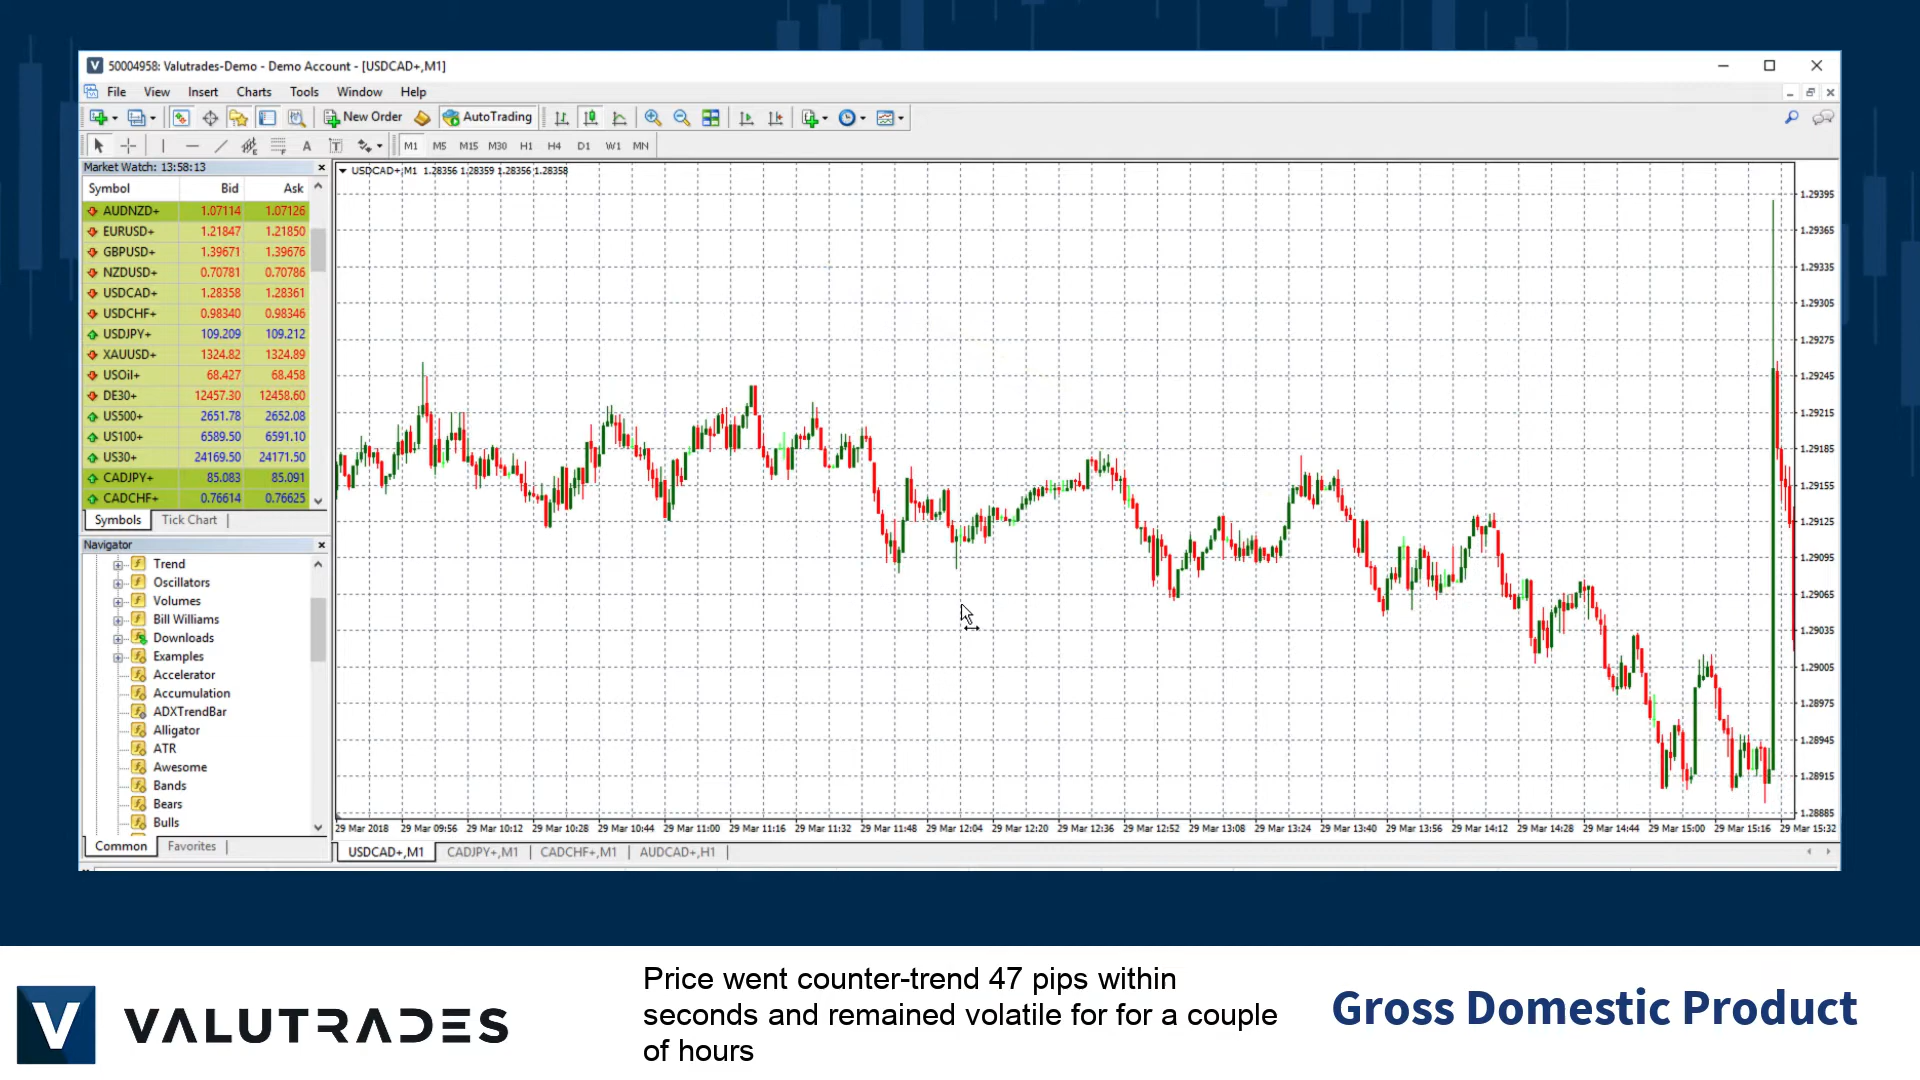 50004958: Valutrades-Demo - Demo Account - [USDCAD+,M1]
File View Insert Charts Tools Window Help
New Order AutoTrading
A T M1 M5 M15 M30 H1 H4 D1 W1 MN
Market Watch: 13:58:13
Symbol Bid Ask
AUDNZD+ 1.07114 1.07126
EURUSD+ 1.21847 1.21850
GBPUSD+ 1.39671 1.39676
NZDUSD+ 0.70781 0.70786
USDCAD+ 1.28358 1.28361
USDCHF+ 0.98340 0.98346
USDJPY+ 109.209 109.212
XAUUSD+ 1324.82 1324.89
USOil+ 68.427 68.458
DE30+ 12457.30 12458.60
US500+ 2651.78 2652.08
US100+ 6589.50 6591.10
US30+ 24169.50 24171.50
CADJPY+ 85.083 85.091
CADCHF+ 0.76614 0.76625
Symbols Tick Chart
Navigator
Trend
Oscillators
Volumes
Bill Williams
Downloads
Examples
Accelerator
Accumulation
ADXTrendBar
Alligator
ATR
Awesome
Bands
Bears
Bulls
Common Favorites
USDCAD+,M1 1.28356 1.28359 1.28356 1.28358
1.29395
1.29365
1.29335
1.29305
1.29275
1.29245
1.29215
1.29185
1.29155
1.29125
1.29095
1.29065
1.29035
1.29005
1.28975
1.28945
1.28915
1.28885
29 Mar 2018 29 Mar 09:56 29 Mar 10:12 29 Mar 10:28 29 Mar 10:44 29 Mar 11:00 29 Mar 11:16 29 Mar 11:32 29 Mar 11:48 29 Mar 12:04 29 Mar 12:20 29 Mar 12:36 29 Mar 12:52 29 Mar 13:08 29 Mar 13:24 29 Mar 13:40 29 Mar 13:56 29 Mar 14:12 29 Mar 14:28 29 Mar 14:44 29 Mar 15:00 29 Mar 15:16 29 Mar 15:32
USDCAD+,M1 CADJPY+,M1 CADCHF+,M1 AUDCAD+,H1
V VALUTRADES
Price went counter-trend 47 pips within
seconds and remained volatile for for a couple
of hours
Gross Domestic Product